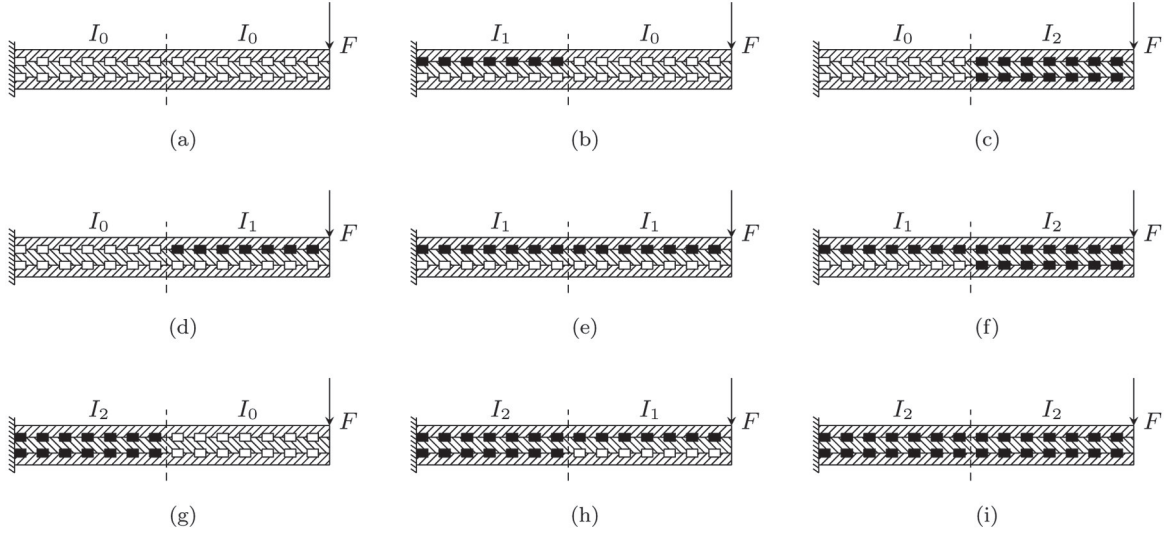 I₀ I₀ I₁ I₀ I₀ I₂
F F F
(a) (b) (c)
I₀ I₁ I₁ I₁ I₁ I₂
F F F
(d) (e) (f)
I₂ I₀ I₂ I₁ I₂ I₂
F F F
(g) (h) (i)